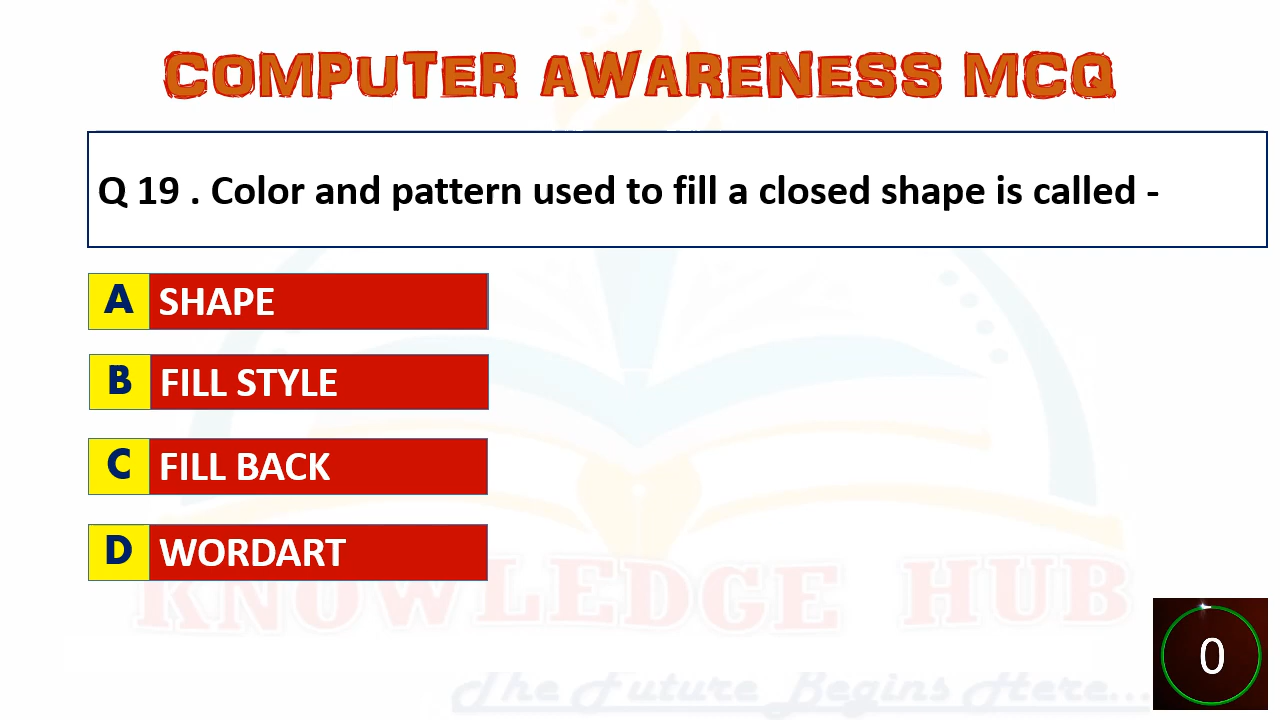 COMPUTER AWARENESS MCQ
Q 19 . Color and pattern used to fill a closed shape is called -
A SHAPE
B FILL STYLE
C FILL BACK
D WORDART
KNOWLEDGE HUB
0
The Future Begins Here...